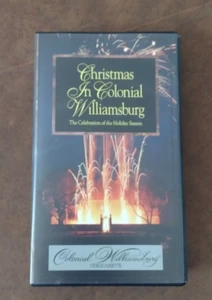 Christmas
In Colonial
Williamsburg
The Celebration of the Holiday Season
Colonial Williamsburg